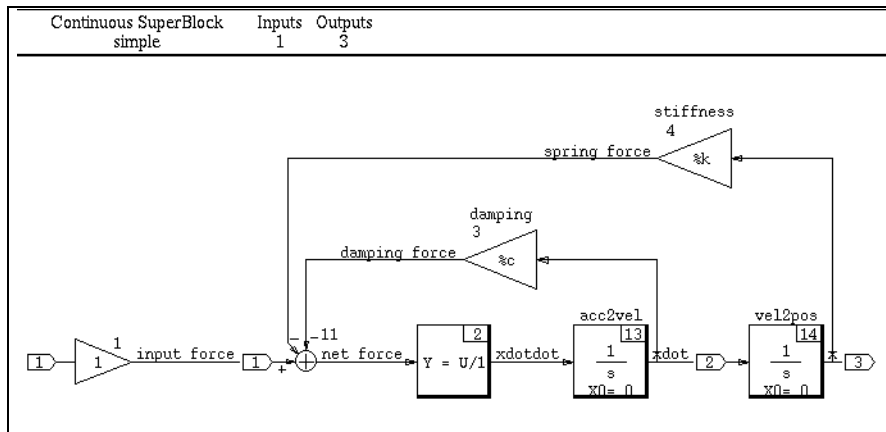 Continuous SuperBlock Inputs Outputs
simple 1 3
stiffness
4
%k
spring force
damping
3
%c
damping force
1
- -11
acc2vel
vel2pos
2
13
14
1 1 input force 1 + net force Y = U/1 xdotdot 1/s xdot 2 1/s x 3
X0= 0 X0= 0